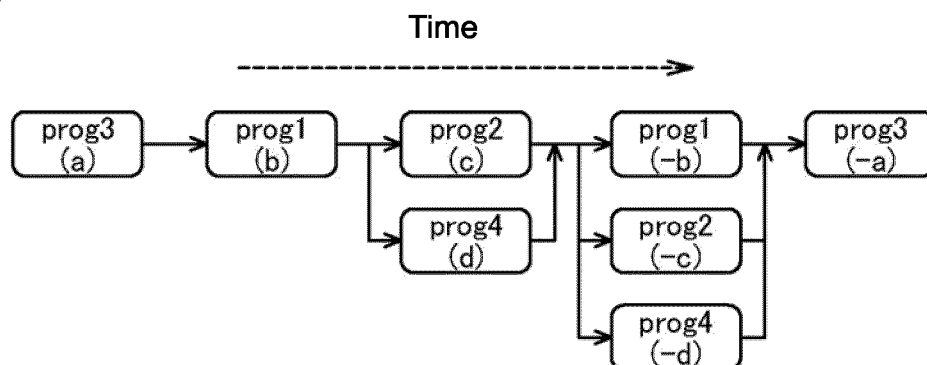 Time
prog3
(a)
prog1
(b)
prog2
(c)
prog1
(-b)
prog3
(-a)
prog4
(d)
prog2
(-c)
prog4
(-d)